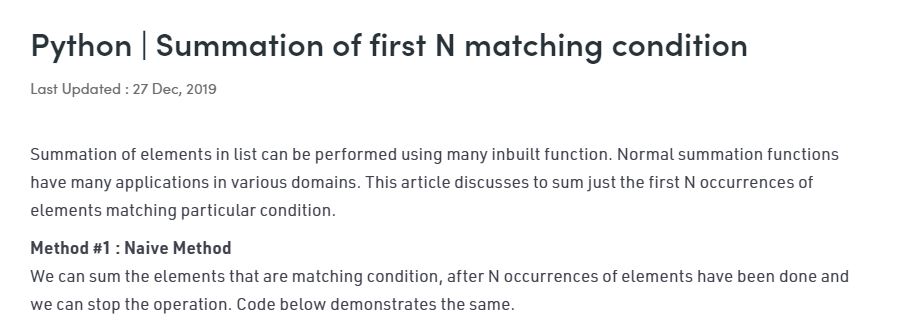 Python | Summation of first N matching condition
Last Updated : 27 Dec, 2019
Summation of elements in list can be performed using many inbuilt function. Normal summation functions
have many applications in various domains. This article discusses to sum just the first N occurrences of
elements matching particular condition.
Method #1 : Naive Method
We can sum the elements that are matching condition, after N occurrences of elements have been done and
we can stop the operation. Code below demonstrates the same.